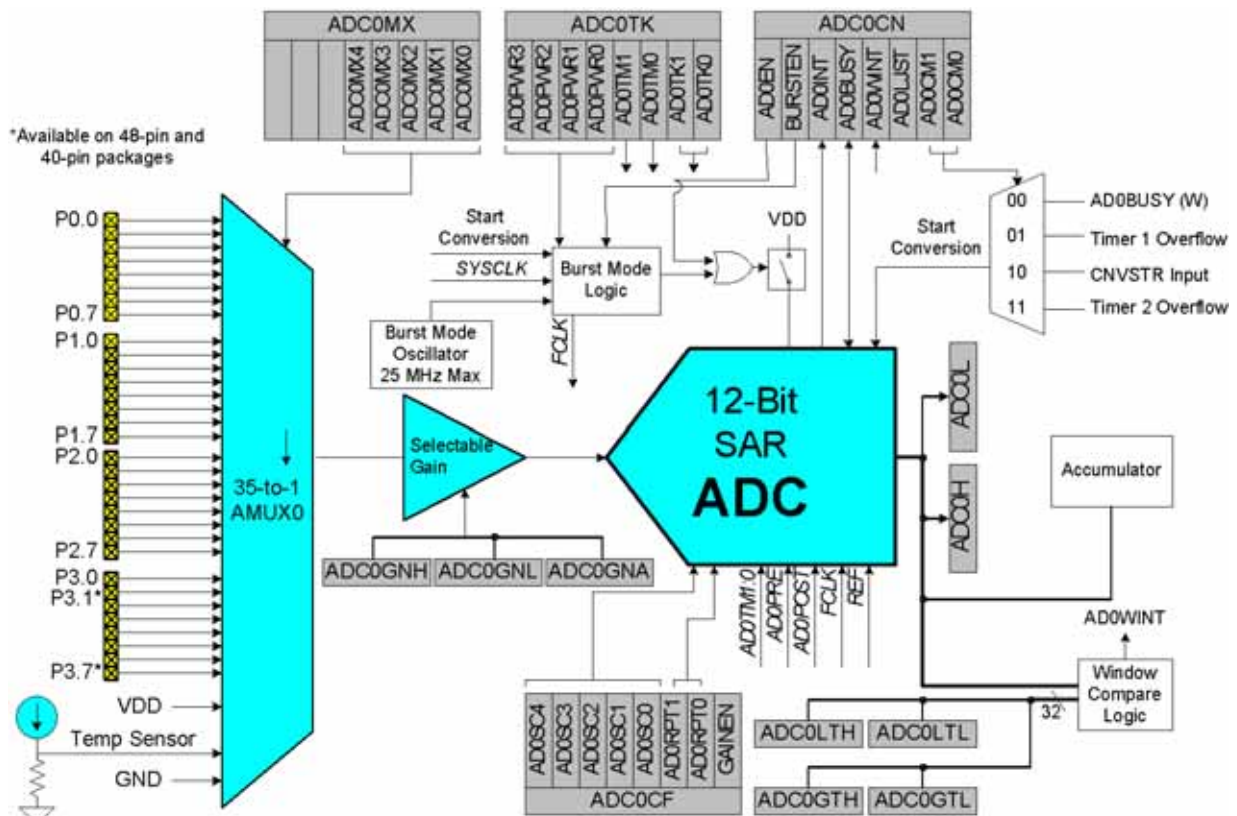 ADC0MX
ADC0MX4
ADC0MX3
ADC0MX2
ADC0MX1
ADC0MX0
ADC0TK
AD0PWR3
AD0PWR2
AD0PWR1
AD0PWR0
AD0TM1
AD0TM0
AD0TK1
AD0TK0
ADC0CN
AD0EN
BURSTEN
AD0INT
AD0BUSY
AD0WINT
AD0LJST
AD0CM1
AD0CM0
*Available on 48-pin and
40-pin packages
P0.0
P0.7
P1.0
P1.7
P2.0
P2.7
P3.0
P3.1*
P3.7*
VDD
Temp Sensor
GND
35-to-1
AMUX0
Start
Conversion
SYSCLK
Burst Mode
Logic
Burst Mode
Oscillator
25 MHz Max
FCLK
VDD
Start
Conversion
00
01
10
11
AD0BUSY (W)
Timer 1 Overflow
CNVSTR Input
Timer 2 Overflow
Selectable
Gain
ADC0GNH
ADC0GNL
ADC0GNA
12-Bit
SAR
ADC
ADC0L
ADC0H
Accumulator
AD0WINT
Window
Compare
Logic
32
AD0TM1:0
AD0PRE
AD0POST
FCLK
REF
AD0SC4
AD0SC3
AD0SC2
AD0SC1
AD0SC0
AD0RPT1
AD0RPT0
GAINEN
ADC0CF
ADC0LTH
ADC0LTL
ADC0GTH
ADC0GTL